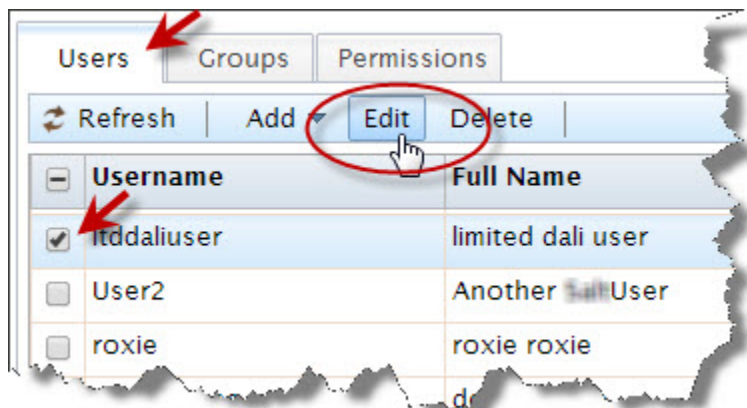 Users Groups Permissions
Refresh Add Edit Delete
Username Full Name
ltddaliuser limited dali user
User2 Another User
roxie roxie roxie